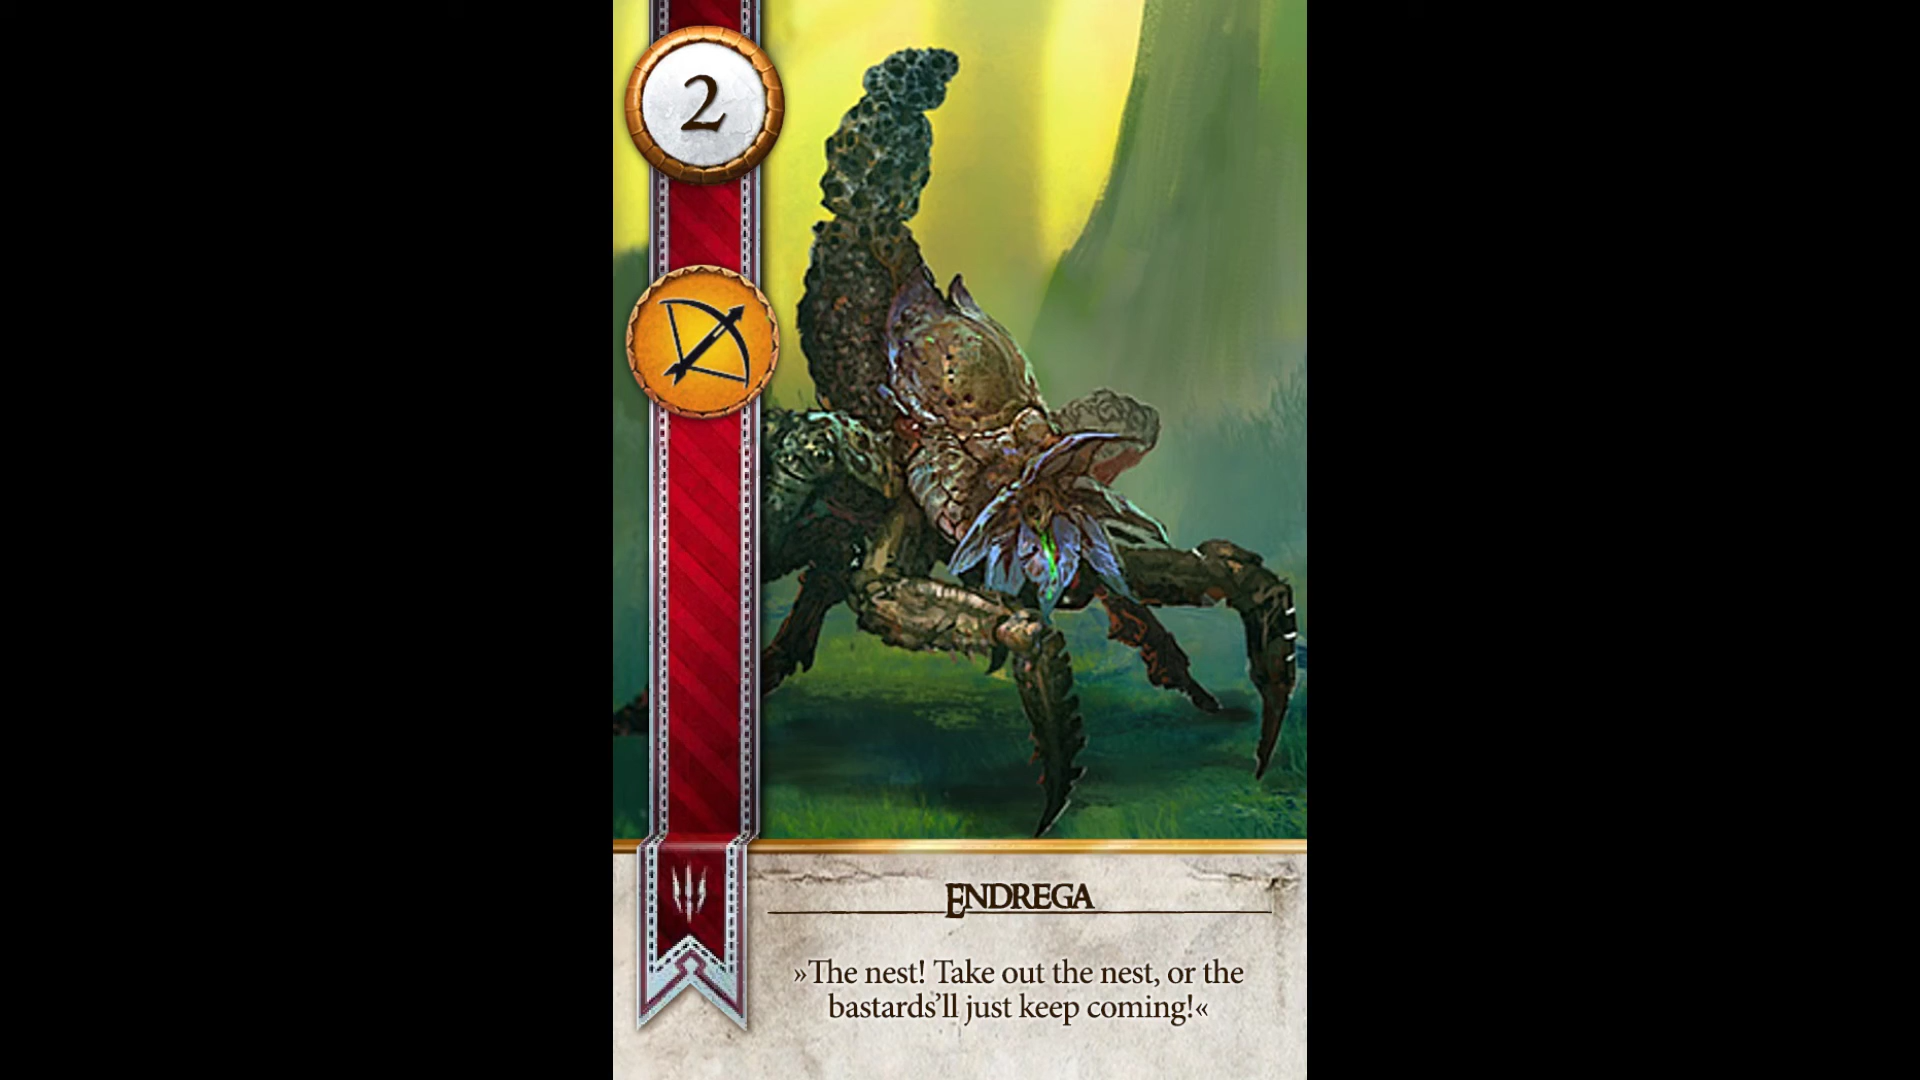 2
ENDREGA
»The nest! Take out the nest, or the
bastards'll just keep coming!«